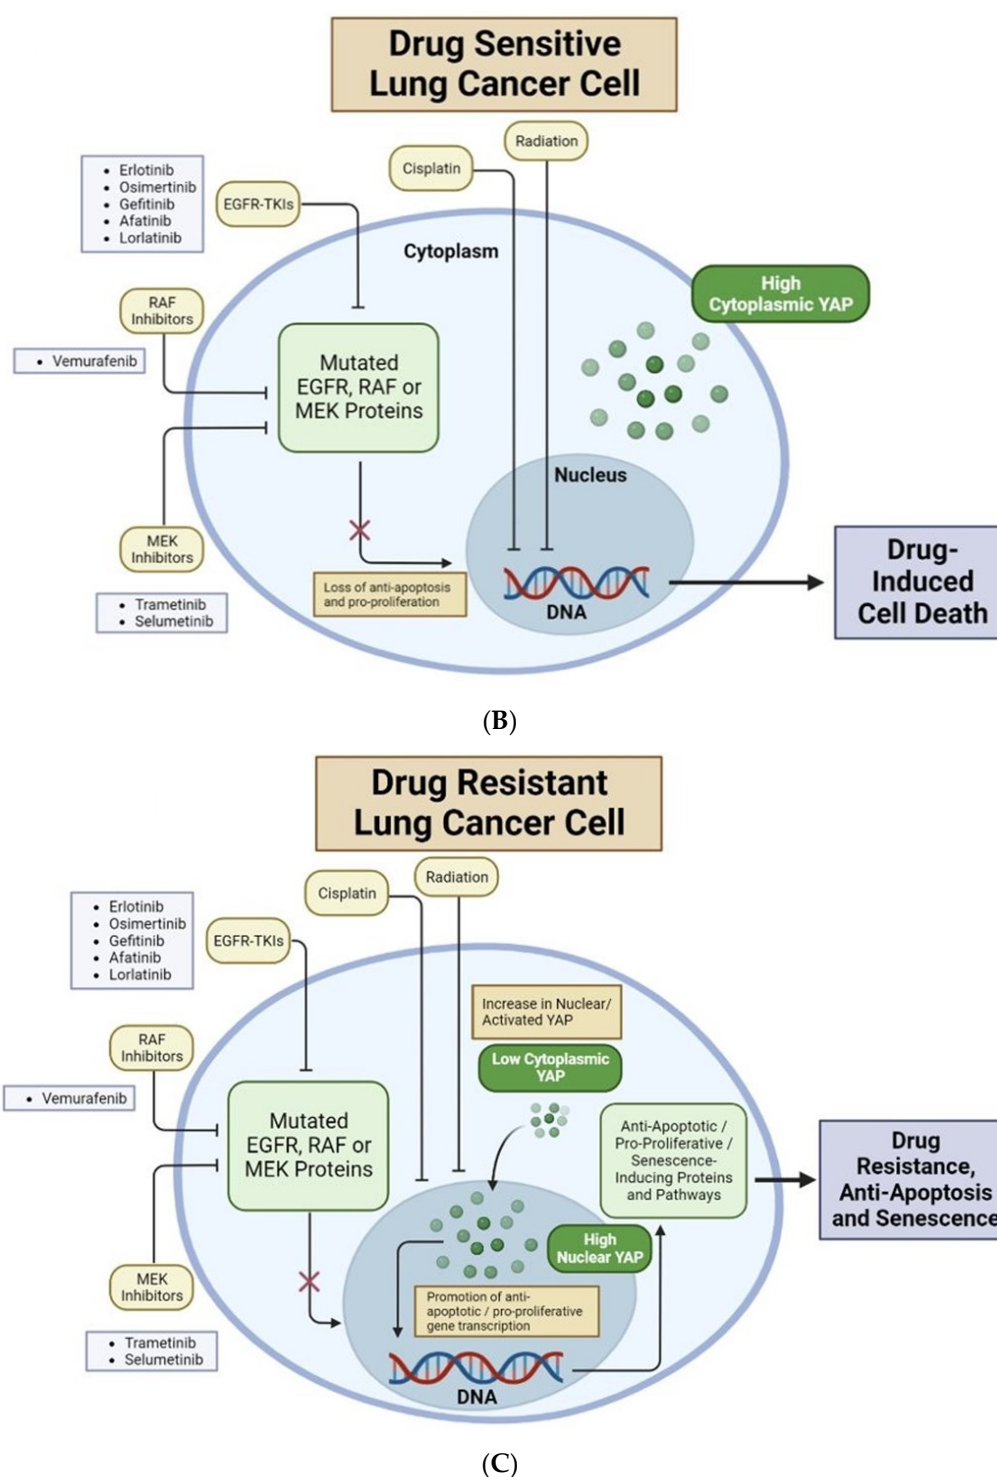 Drug Sensitive
Lung Cancer Cell
Radiation
Cisplatin
• Erlotinib
• Osimertinib
• Gefitinib
• Afatinib
• Lorlatinib
EGFR-TKIs
Cytoplasm
High
Cytoplasmic YAP
RAF
Inhibitors
• Vemurafenib
Mutated
EGFR, RAF or
MEK Proteins
Nucleus
MEK
Inhibitors
• Trametinib
• Selumetinib
Loss of anti-apoptosis
and pro-proliferation
DNA
Drug-
Induced
Cell Death
(B)
Drug Resistant
Lung Cancer Cell
Radiation
Cisplatin
• Erlotinib
• Osimertinib
• Gefitinib
• Afatinib
• Lorlatinib
EGFR-TKIs
Increase in Nuclear/
Activated YAP
Low Cytoplasmic
YAP
RAF
Inhibitors
• Vemurafenib
Mutated
EGFR, RAF or
MEK Proteins
Anti-Apoptotic /
Pro-Proliferative /
Senescence-
Inducing Proteins
and Pathways
Drug
Resistance,
Anti-Apoptosis
and Senescence
High
Nuclear YAP
MEK
Inhibitors
• Trametinib
• Selumetinib
Promotion of anti-
apoptotic / pro-proliferative
gene transcription
DNA
(C)